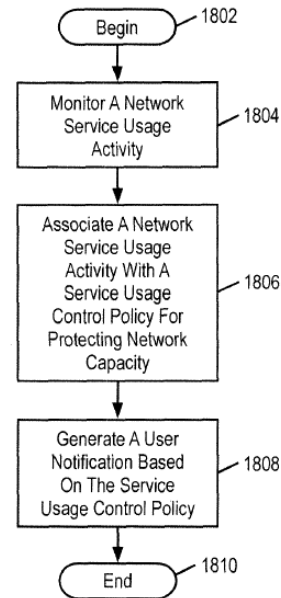 Begin
1802
Monitor A Network
Service Usage
Activity
1804
Associate A Network
Service Usage
Activity With A
Service Usage
Control Policy For
Protecting Network
Capacity
1806
Generate A User
Notification Based
On The Service
Usage Control Policy
1808
End
1810